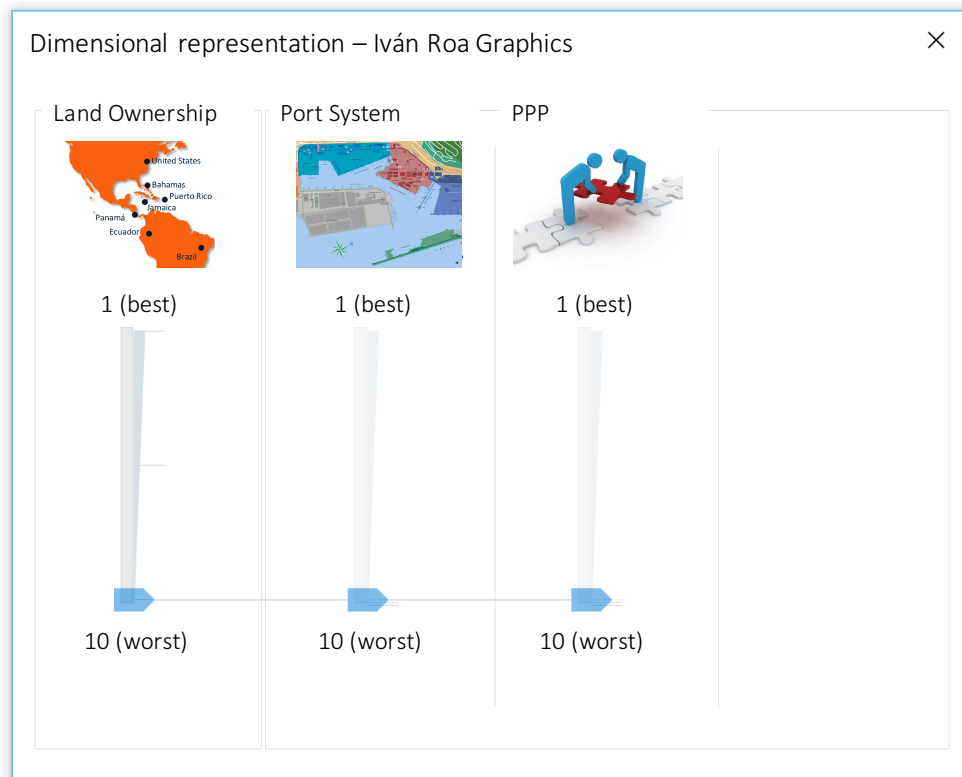 Dimensional representation – Iván Roa Graphics
Land Ownership
Port System
PPP
United States
Bahamas
Puerto Rico
Jamaica
Panamá
Ecuador
Brazil
1 (best)
1 (best)
1 (best)
10 (worst)
10 (worst)
10 (worst)